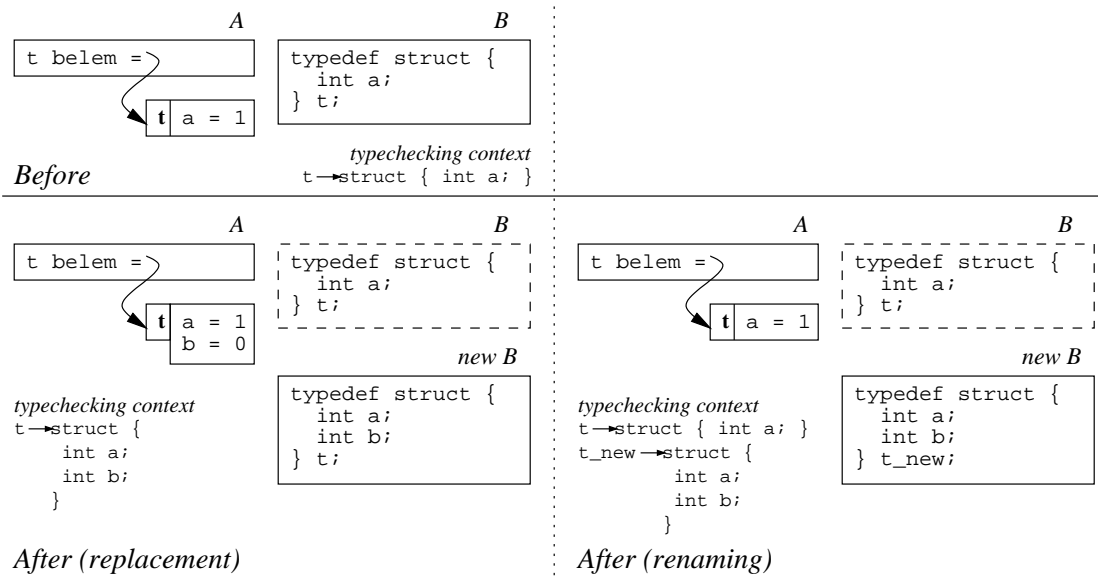 A
t belem =
t a = 1
B
typedef struct {
int a;
} t;
typechecking context
t struct { int a; }
Before
A
t belem =
t a = 1
b = 0
B
typedef struct {
int a;
} t;
new B
typedef struct {
int a;
int b;
} t;
typechecking context
t struct {
int a;
int b;
}
After (replacement)
A
t belem =
t a = 1
B
typedef struct {
int a;
} t;
new B
typedef struct {
int a;
int b;
} t_new;
typechecking context
t struct { int a; }
t_new struct {
int a;
int b;
}
After (renaming)